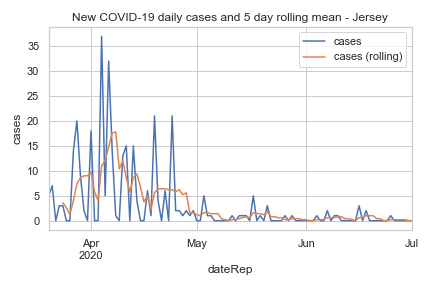 New COVID-19 daily cases and 5 day rolling mean - Jersey
cases
cases (rolling)
35
30
25
20
15
10
5
0
cases
Apr
2020
May
Jun
Jul
dateRep